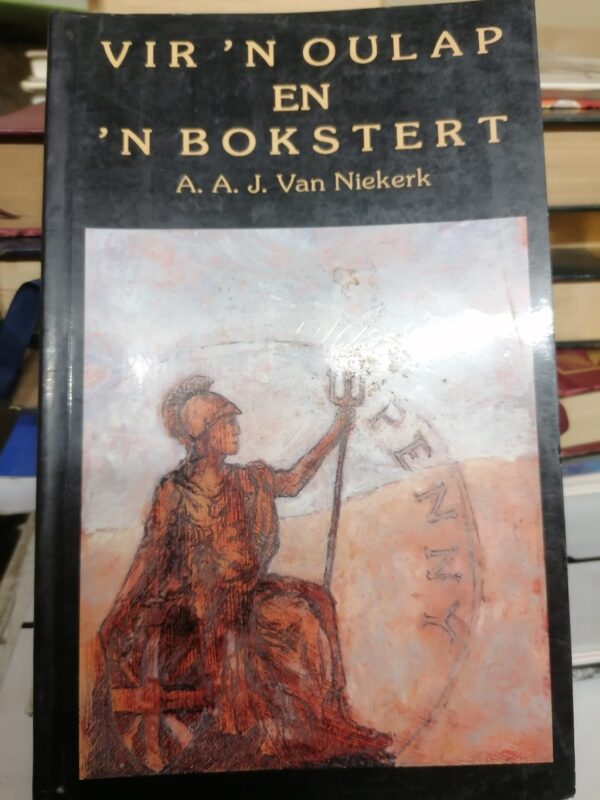 VIR 'N OULAP
EN
'N BOKSTERT
A. A. J. Van Niekerk
PENNY